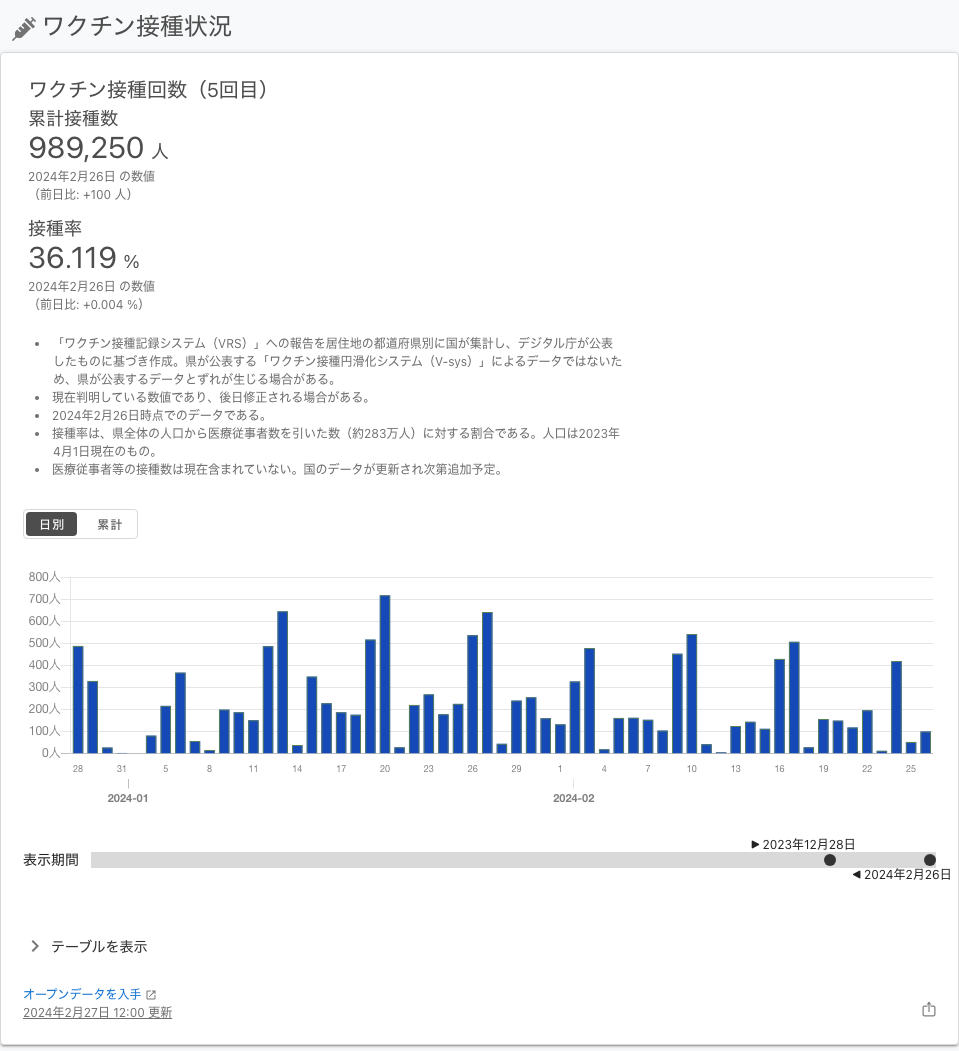 ワクチン接種状況
ワクチン接種回数（5回目）
累計接種数
989,250 人
2024年2月26日 の数値
（前日比: +100 人）
接種率
36.119 %
2024年2月26日 の数値
（前日比: +0.004 %）
• 「ワクチン接種記録システム（VRS）」への報告を居住地の都道府県別に国が集計し、デジタル庁が公表
したものに基づき作成。県が公表する「ワクチン接種円滑化システム（V-sys）」によるデータではないた
め、県が公表するデータとずれが生じる場合がある。
• 現在判明している数値であり、後日修正される場合がある。
• 2024年2月26日時点でのデータである。
• 接種率は、県全体の人口から医療従事者数を引いた数（約283万人）に対する割合である。人口は2023年
4月1日現在のもの。
• 医療従事者等の接種数は現在含まれていない。国のデータが更新され次第追加予定。
日別 累計
800人
700人
600人
500人
400人
300人
200人
100人
0人
28 31 5 8 11 14 17 20 23 26 29 1 4 7 10 13 16 19 22 25
2024-01 2024-02
2023年12月28日
表示期間
2024年2月26日
テーブルを表示
オープンデータを入手
2024年2月27日 12:00 更新